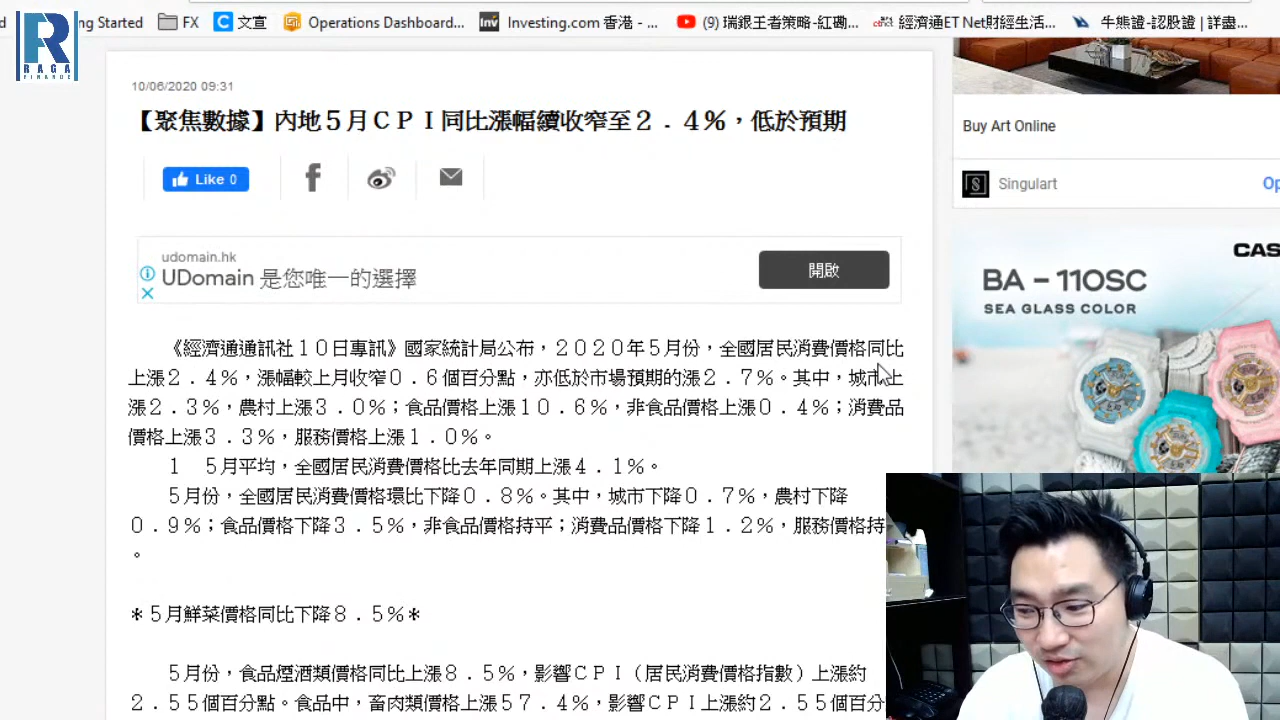 ng Started
FX
文宣
Operations Dashboard...
Inv
Investing.com 香港 - ...
(9) 瑞銀王者策略-紅磡...
經濟通ET Net財經生活...
牛熊證-認股證 | 詳盡...
R
RAGA
FINANCE
10/06/2020 09:31
【聚焦數據】內地５月ＣＰＩ同比漲幅續收窄至２．４％，低於預期
Like 0
udomain.hk
UDomain 是您唯一的選擇
開啟
《經濟通通訊社１０日專訊》國家統計局公布，２０２０年５月份，全國居民消費價格同比
上漲２．４％，漲幅較上月收窄０．６個百分點，亦低於市場預期的漲２．７％。其中，城市上
漲２．３％，農村上漲３．０％；食品價格上漲１０．６％，非食品價格上漲０．４％；消費品
價格上漲３．３％，服務價格上漲１．０％。
１　５月平均，全國居民消費價格比去年同期上漲４．１％。
５月份，全國居民消費價格環比下降０．８％。其中，城市下降０．７％，農村下降
０．９％；食品價格下降３．５％，非食品價格持平；消費品價格下降１．２％，服務價格持
。
＊５月鮮菜價格同比下降８．５％＊
５月份，食品煙酒類價格同比上漲８．５％，影響ＣＰＩ（居民消費價格指數）上漲約
２．５５個百分點。食品中，畜肉類價格上漲５７．４％，影響ＣＰＩ上漲約２．５５個百分
Buy Art Online
Singulart
Op
CAS
BA - 110SC
SEA GLASS COLOR